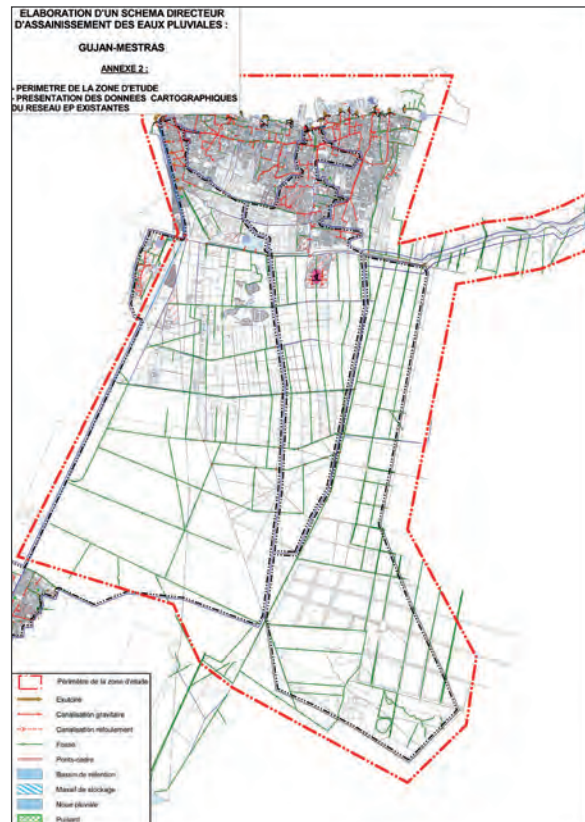 ELABORATION D'UN SCHEMA DIRECTEUR
D'ASSAINISSEMENT DES EAUX PLUVIALES :
GUJAN-MESTRAS
ANNEXE 2 :
- PERIMETRE DE LA ZONE D'ETUDE
- PRESENTATION DES DONNEES CARTOGRAPHIQUES
DU RESEAU EP EXISTANTES
Périmètre de la zone d'étude
Exutoire
Canalisation gravitaire
Canalisation refoulement
Fossé
Ponts-cadre
Bassin de rétention
Massif de stockage
Noue pluviale
Puisard